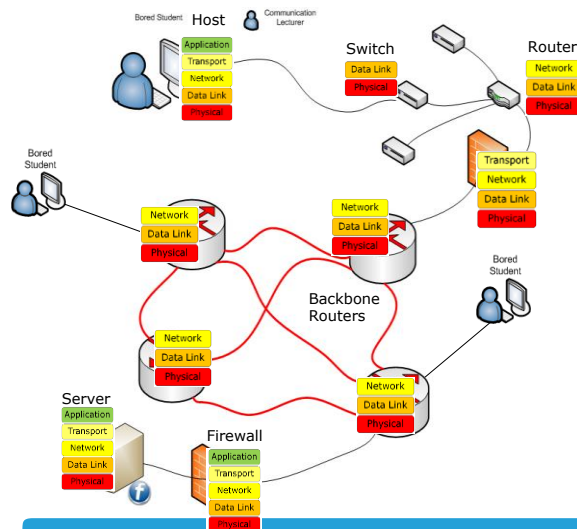 Bored Student
Communication
Lecturer
Host
Application
Transport
Network
Data Link
Physical
Switch
Data Link
Physical
Router
Network
Data Link
Physical
Transport
Network
Data Link
Physical
Bored
Student
Network
Data Link
Physical
Network
Data Link
Physical
Bored
Student
Backbone
Routers
Network
Data Link
Physical
Network
Data Link
Physical
Server
Application
Transport
Network
Data Link
Physical
f
Firewall
Application
Transport
Network
Data Link
Physical